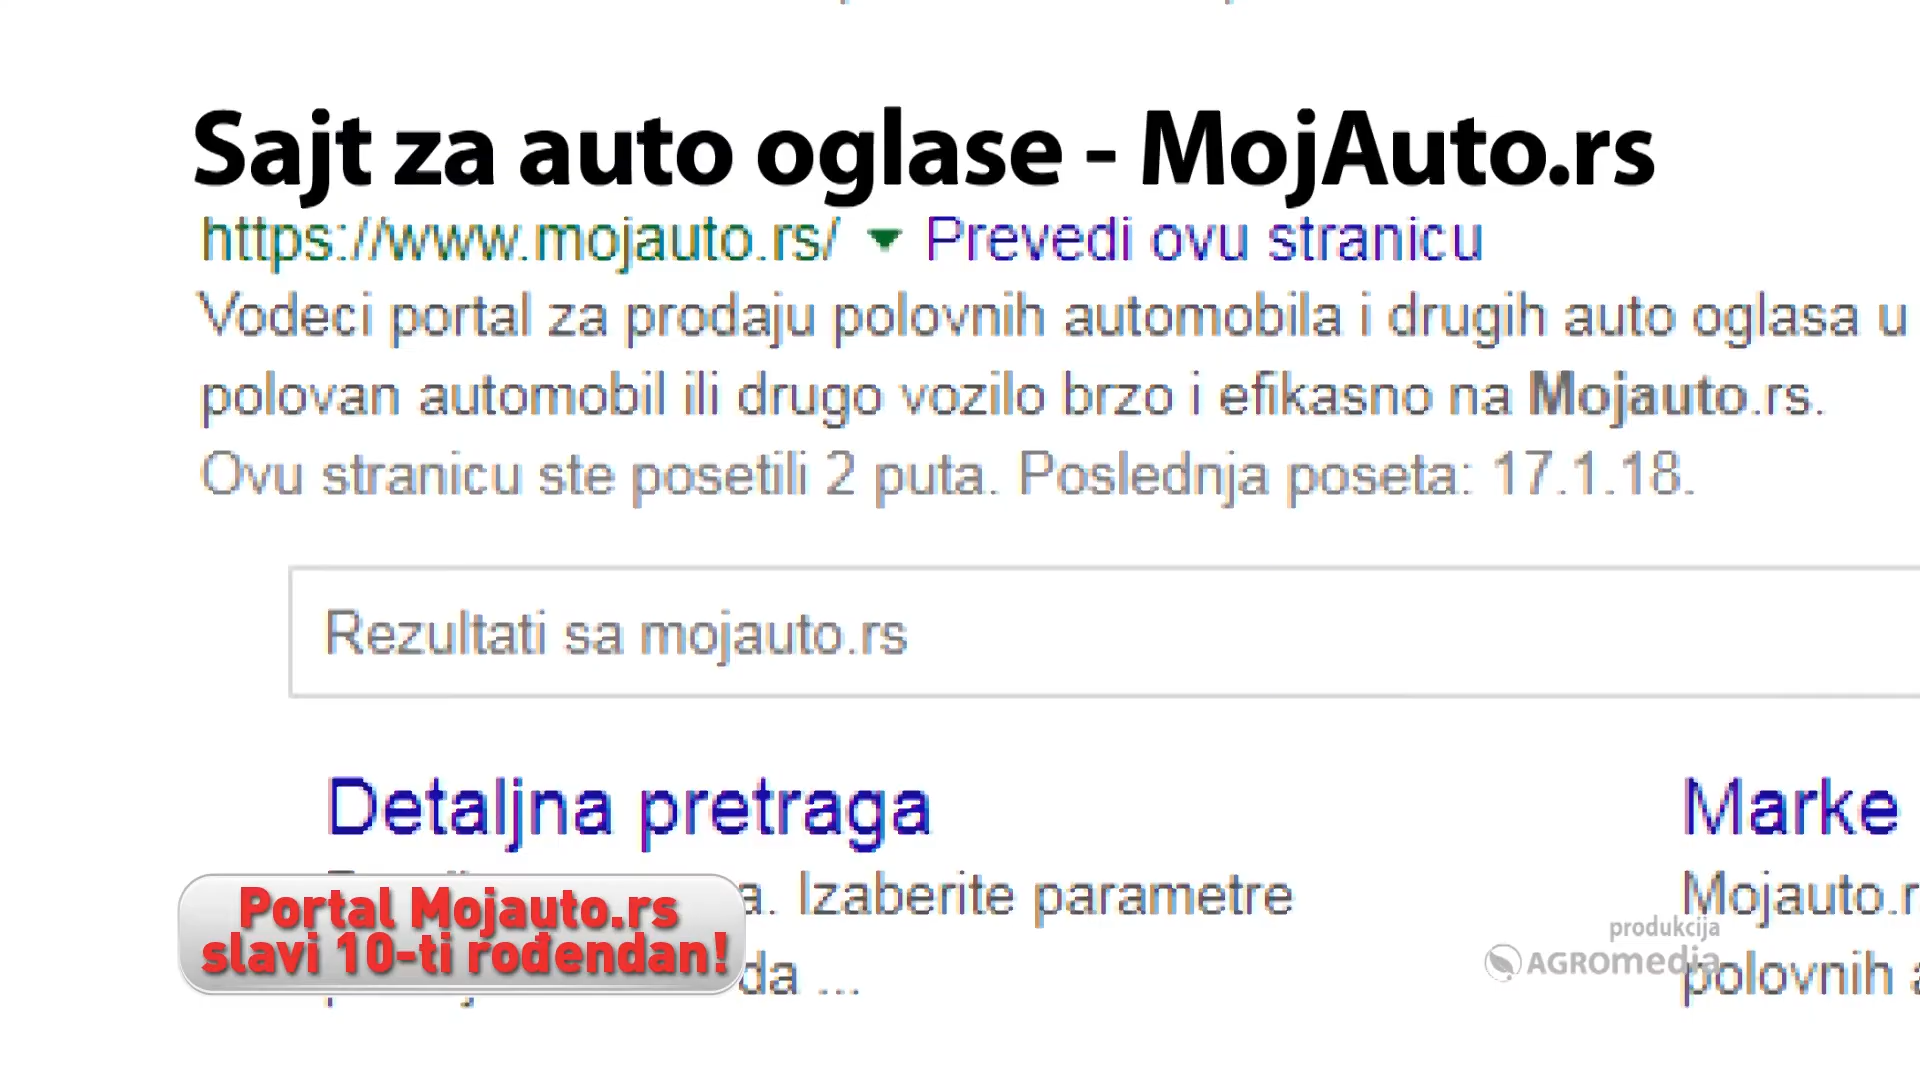 Sajt za auto oglase - MojAuto.rs
https://www.mojauto.rs/ Prevedi ovu stranicu
Vodeci portal za prodaju polovnih automobila i drugih auto oglasa u
polovan automobil ili drugo vozilo brzo i efikasno na Mojauto.rs.
Ovu stranicu ste posetili 2 puta. Poslednja poseta: 17.1.18.
Rezultati sa mojauto.rs
Detaljna pretraga
Izaberite parametre
da ...
Marke
Mojauto.r
polovnih
Portal Mojauto.rs
slavi 10-ti rođendan!
produkcija
AGROmedia